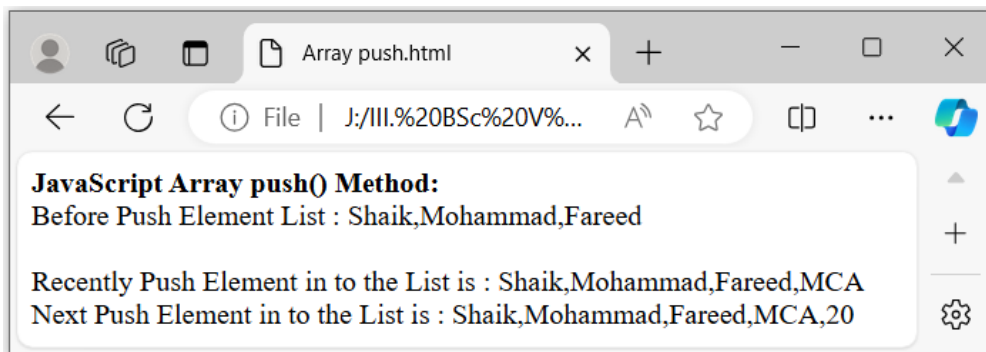 Array push.html
File | J:/III.%20BSc%20V%...
JavaScript Array push() Method:
Before Push Element List : Shaik,Mohammad,Fareed
Recently Push Element in to the List is : Shaik,Mohammad,Fareed,MCA
Next Push Element in to the List is : Shaik,Mohammad,Fareed,MCA,20